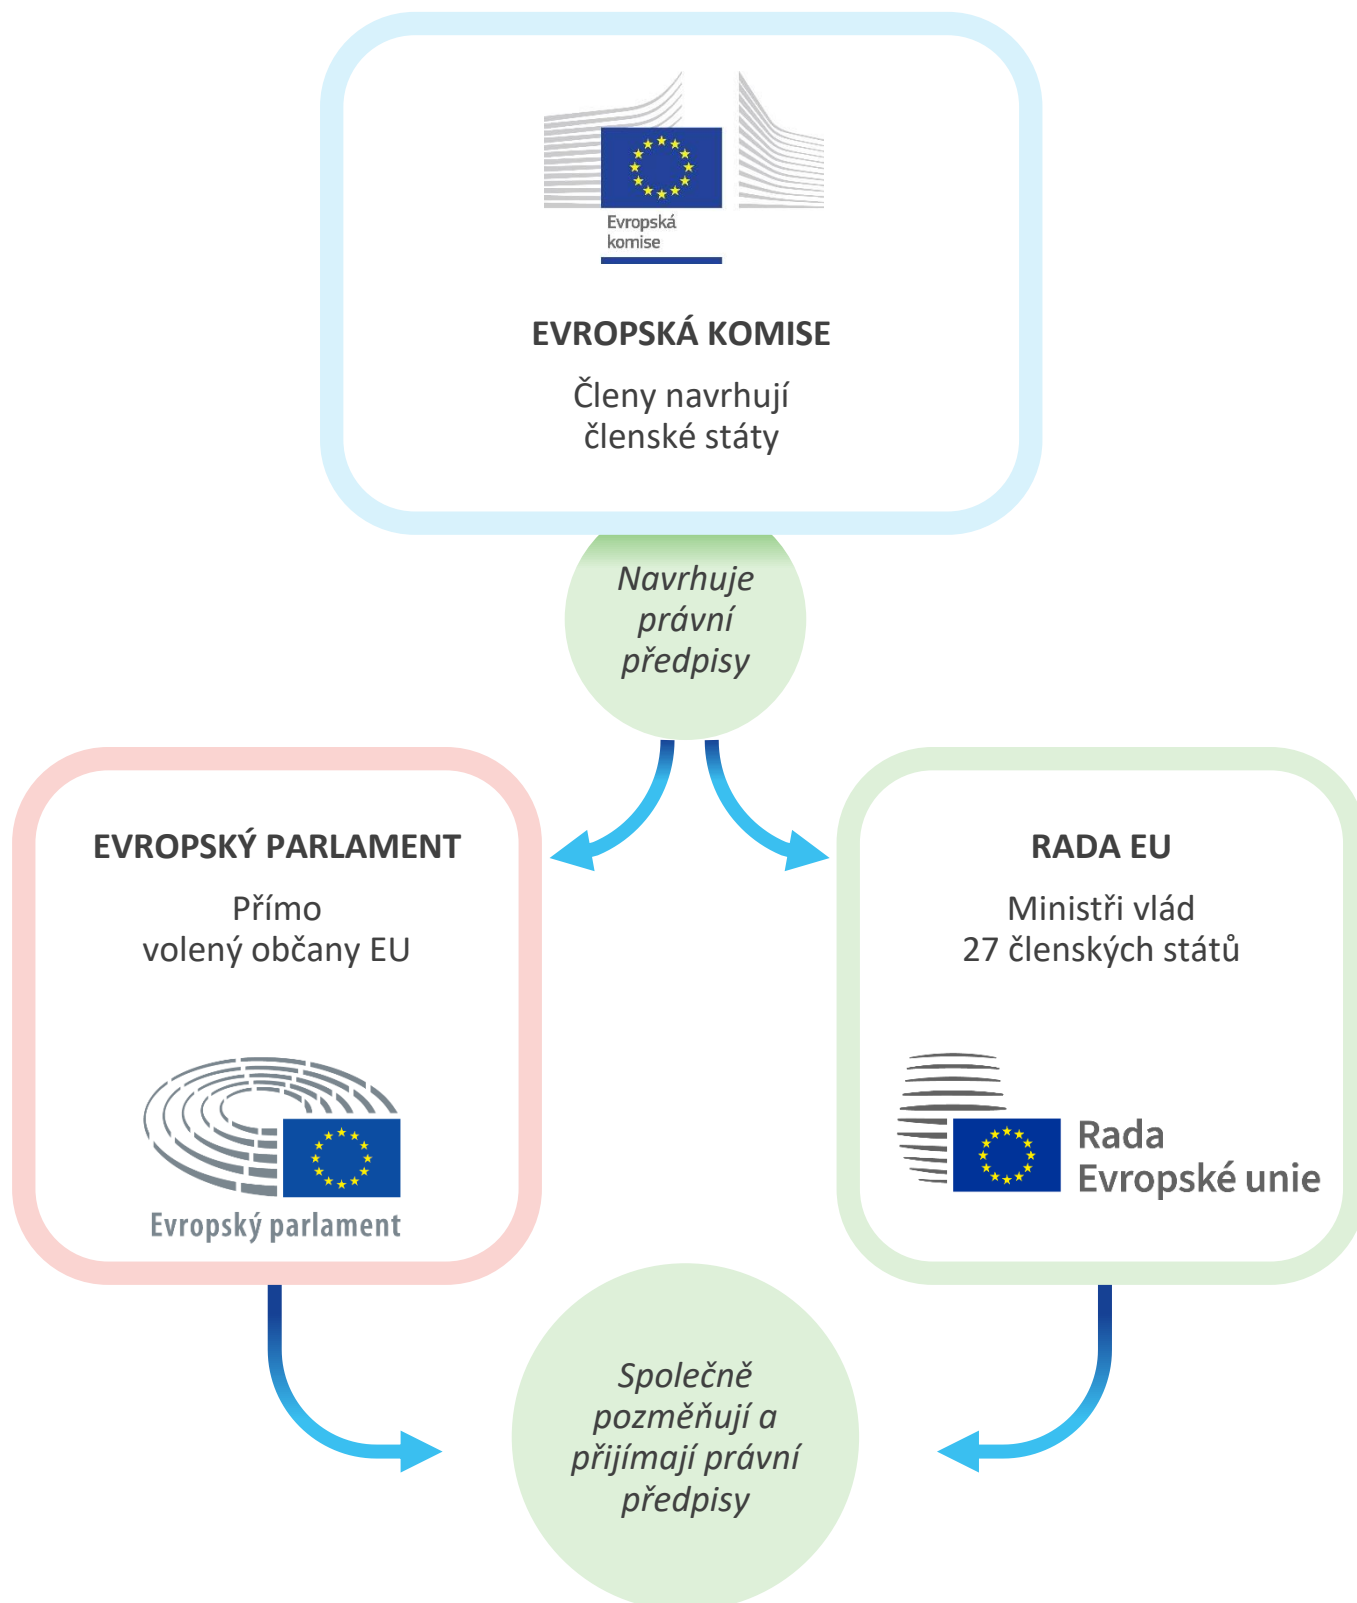 Evropská
komise
EVROPSKÁ KOMISE
Členy navrhují
členské státy
Navrhuje
právní
předpisy
EVROPSKÝ PARLAMENT
Přímo
volený občany EU
Evropský parlament
RADA EU
Ministři vlád
27 členských států
Rada
Evropské unie
Společně
pozměňují a
přijímají právní
předpisy